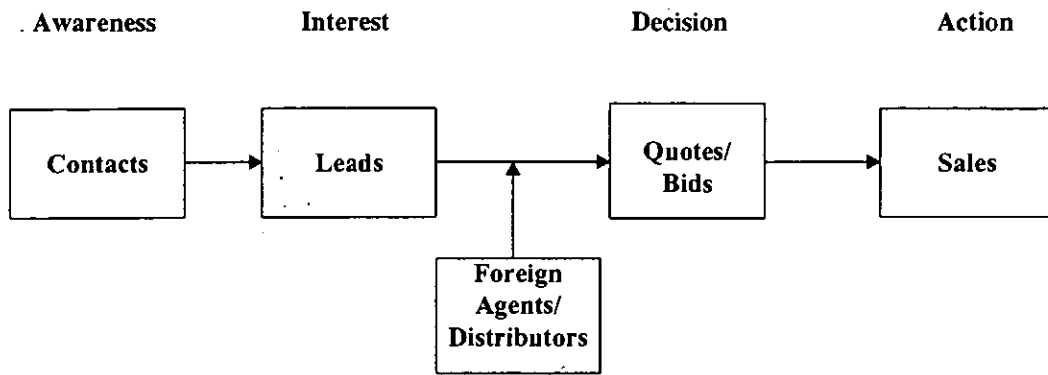 Awareness Interest Decision Action
Contacts
Leads
Quotes/
Bids
Sales
Foreign
Agents/
Distributors